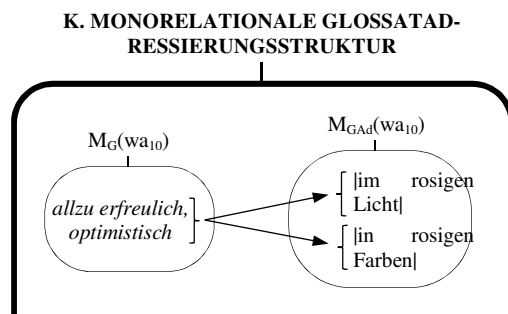 K. MONORELATIONALE GLOSSATAD-
RESSIERUNGSSTRUKTUR
M_G(wa_10)
M_GAd(wa_10)
allzu erfreulich,
optimistisch
|im rosigen
Licht|
|in rosigen
Farben|